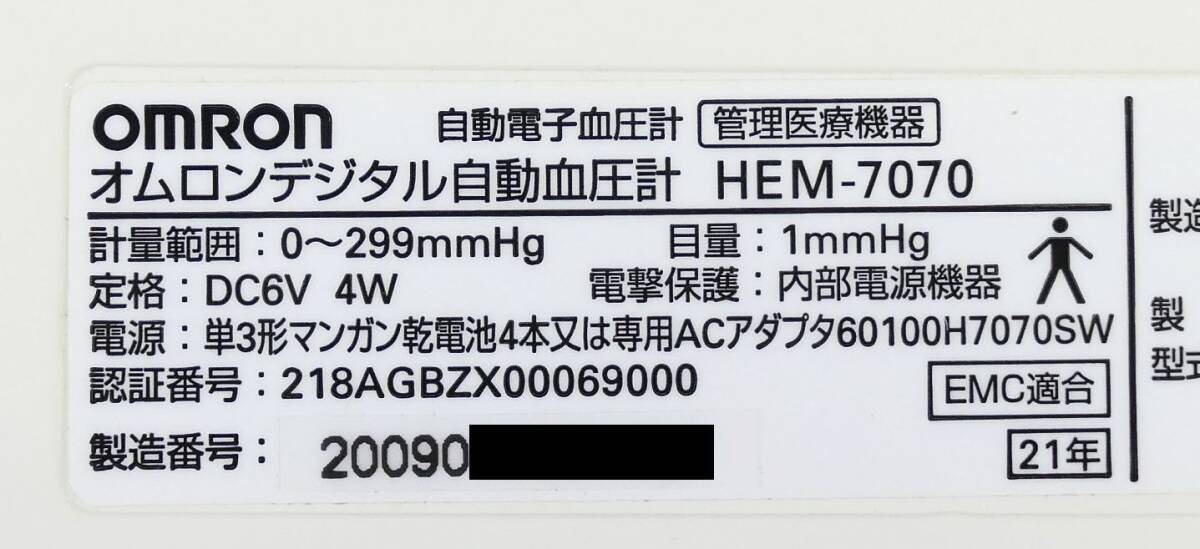 OMRON 自動電子血圧計 管理医療機器
オムロンデジタル自動血圧計 HEM-7070
計量範囲：0～299mmHg 目量：1mmHg
定格：DC6V 4W 電撃保護：内部電源機器
電源：単3形マンガン乾電池4本又は専用ACアダプタ60100H7070SW
認証番号：218AGBZX00069000 EMC適合
製造番号：20090
21年
製造
製
型式